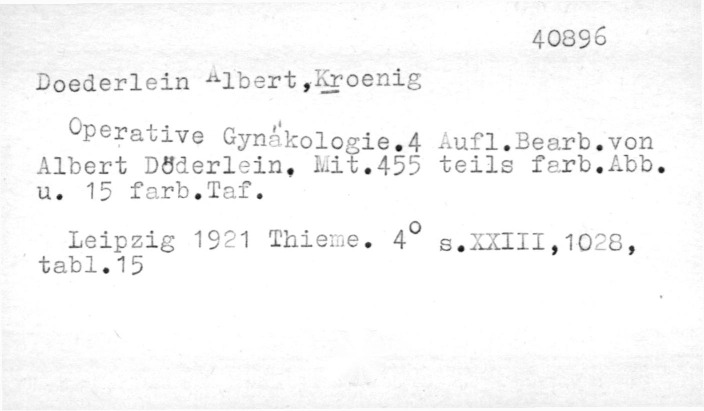 40896
Doederlein Albert,Kroenig
Operative Gynäkologie.4 Aufl.Bearb.von
Albert Döderlein. Mit.455 teils farb.Abb.
u. 15 farb.Taf.
Leipzig 1921 Thieme. 4° s.XXIII,1028,
tabl.15